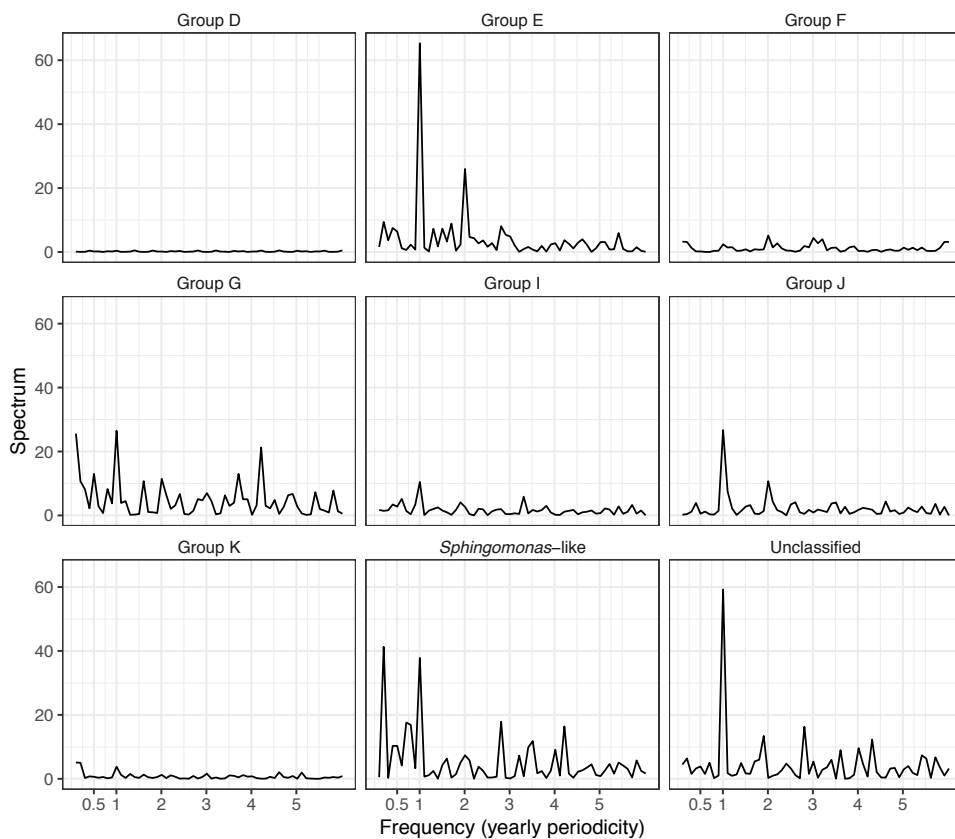 Group D Group E Group F
60
40
20
0
Group G Group I Group J
60
40
20
0
Spectrum
Group K Sphingomonas–like Unclassified
60
40
20
0
0.5 1 2 3 4 5 0.5 1 2 3 4 5 0.5 1 2 3 4 5
Frequency (yearly periodicity)